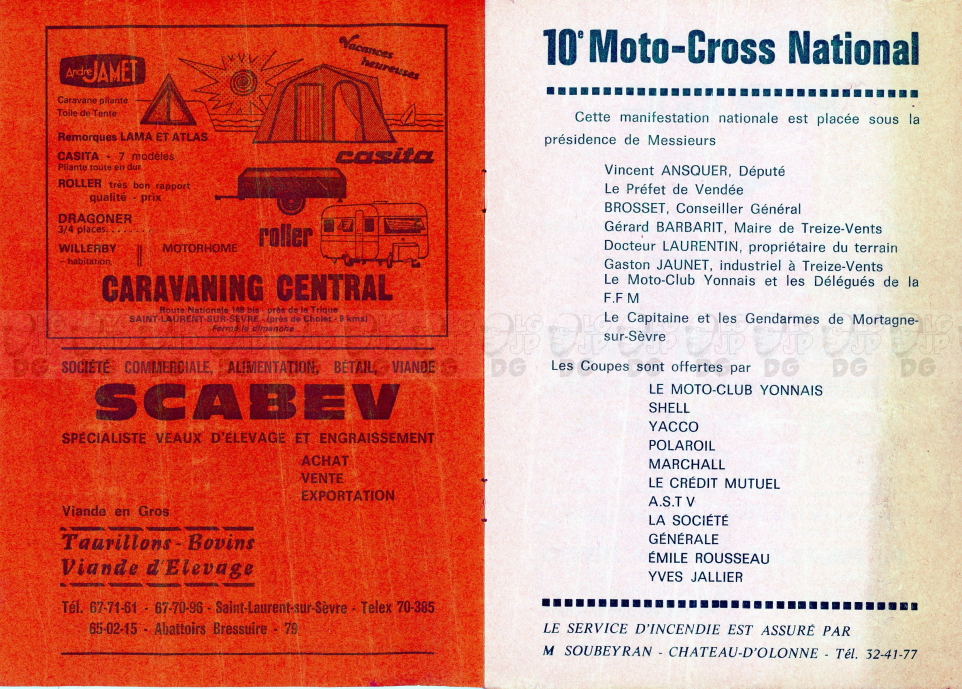 André JAMET
Vacances
heureuses
Caravane pliante
Toile de Tente
Remorques LAMA ET ATLAS
CASITA - 7 modèles
Pliante toute en dur
casita
ROLLER très bon rapport
qualité - prix
DRAGONER
3/4 places........
roller
WILLERBY
MOTORHOME
- habitation
CARAVANING CENTRAL
Route Nationale 149 bis - près de la Trique
SAINT-LAURENT-SUR-SÈVRE - (près de Cholet - 9 kms)
Fermé le dimanche
SOCIÉTÉ COMMERCIALE, ALIMENTATION, BETAIL, VIANDE
SCABEV
SPÉCIALISTE VEAUX D'ÉLEVAGE ET ENGRAISSEMENT
ACHAT
VENTE
EXPORTATION
Viande en Gros
Taurillons - Bovins
Viande d'Elevage
Tél. 67-71-61 - 67-70-96 - Saint-Laurent-sur-Sèvre - Telex 70-385
65-02-15 - Abattoirs Bressuire - 79
10e Moto-Cross National
Cette manifestation nationale est placée sous la
présidence de Messieurs
Vincent ANSQUER, Député
Le Préfet de Vendée
BROSSET, Conseiller Général
Gérard BARBARIT, Maire de Treize-Vents
Docteur LAURENTIN, propriétaire du terrain
Gaston JAUNET, industriel à Treize-Vents
Le Moto-Club Yonnais et les Délégués de la
F.F M
Le Capitaine et les Gendarmes de Mortagne-
sur-Sèvre
Les Coupes sont offertes par
LE MOTO-CLUB YONNAIS
SHELL
YACCO
POLAROIL
MARCHALL
LE CRÉDIT MUTUEL
A.S.T V
LA SOCIÉTÉ
GÉNÉRALE
ÉMILE ROUSSEAU
YVES JALLIER
LE SERVICE D'INCENDIE EST ASSURÉ PAR
M SOUBEYRAN - CHATEAU-D'OLONNE - Tél. 32-41-77